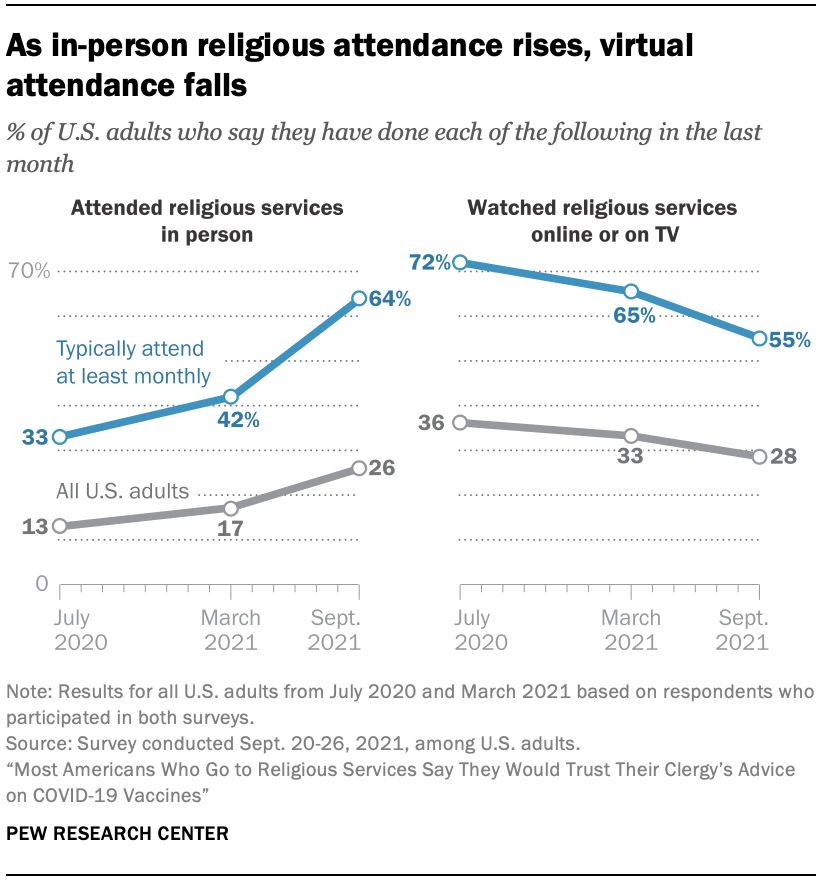 As in-person religious attendance rises, virtual
attendance falls
% of U.S. adults who say they have done each of the following in the last
month
Attended religious services
in person
70%
64%
Typically attend
at least monthly
42%
33
26
All U.S. adults
17
13
0
July
2020
March
2021
Sept.
2021
Watched religious services
online or on TV
72%
65%
55%
36
33
28
July
2020
March
2021
Sept.
2021
Note: Results for all U.S. adults from July 2020 and March 2021 based on respondents who
participated in both surveys.
Source: Survey conducted Sept. 20-26, 2021, among U.S. adults.
“Most Americans Who Go to Religious Services Say They Would Trust Their Clergy’s Advice
on COVID-19 Vaccines”
PEW RESEARCH CENTER